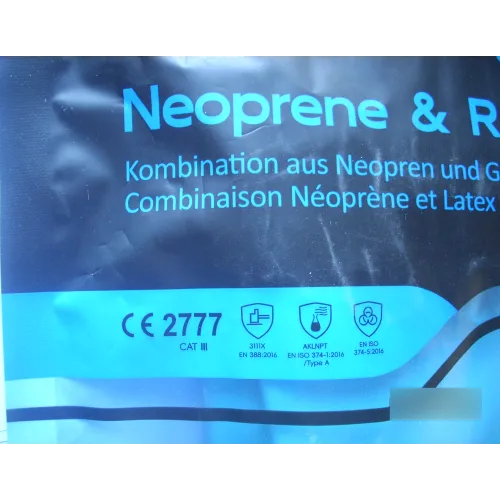 Neoprene & R
Kombination aus Neopren und G
Combinaison Néoprène et Latex
CE 2777
CAT III
3111X
EN 388:2016
AKLNPT
EN ISO 374-1:2016
/Type A
EN ISO
374-5:2016